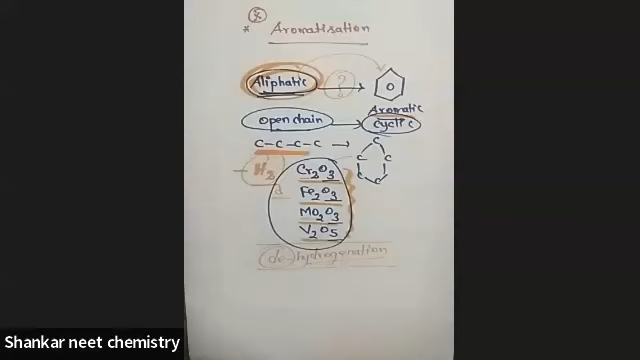 * Aromatisation
Aliphatic ? →
Aromatic
open chain → cyclic
C-C-C-C → C
C C
C C
- H2 Cr2O3
Fe2O3
Mo2O3
V2O5
(de) hydrogenation
Shankar neet chemistry